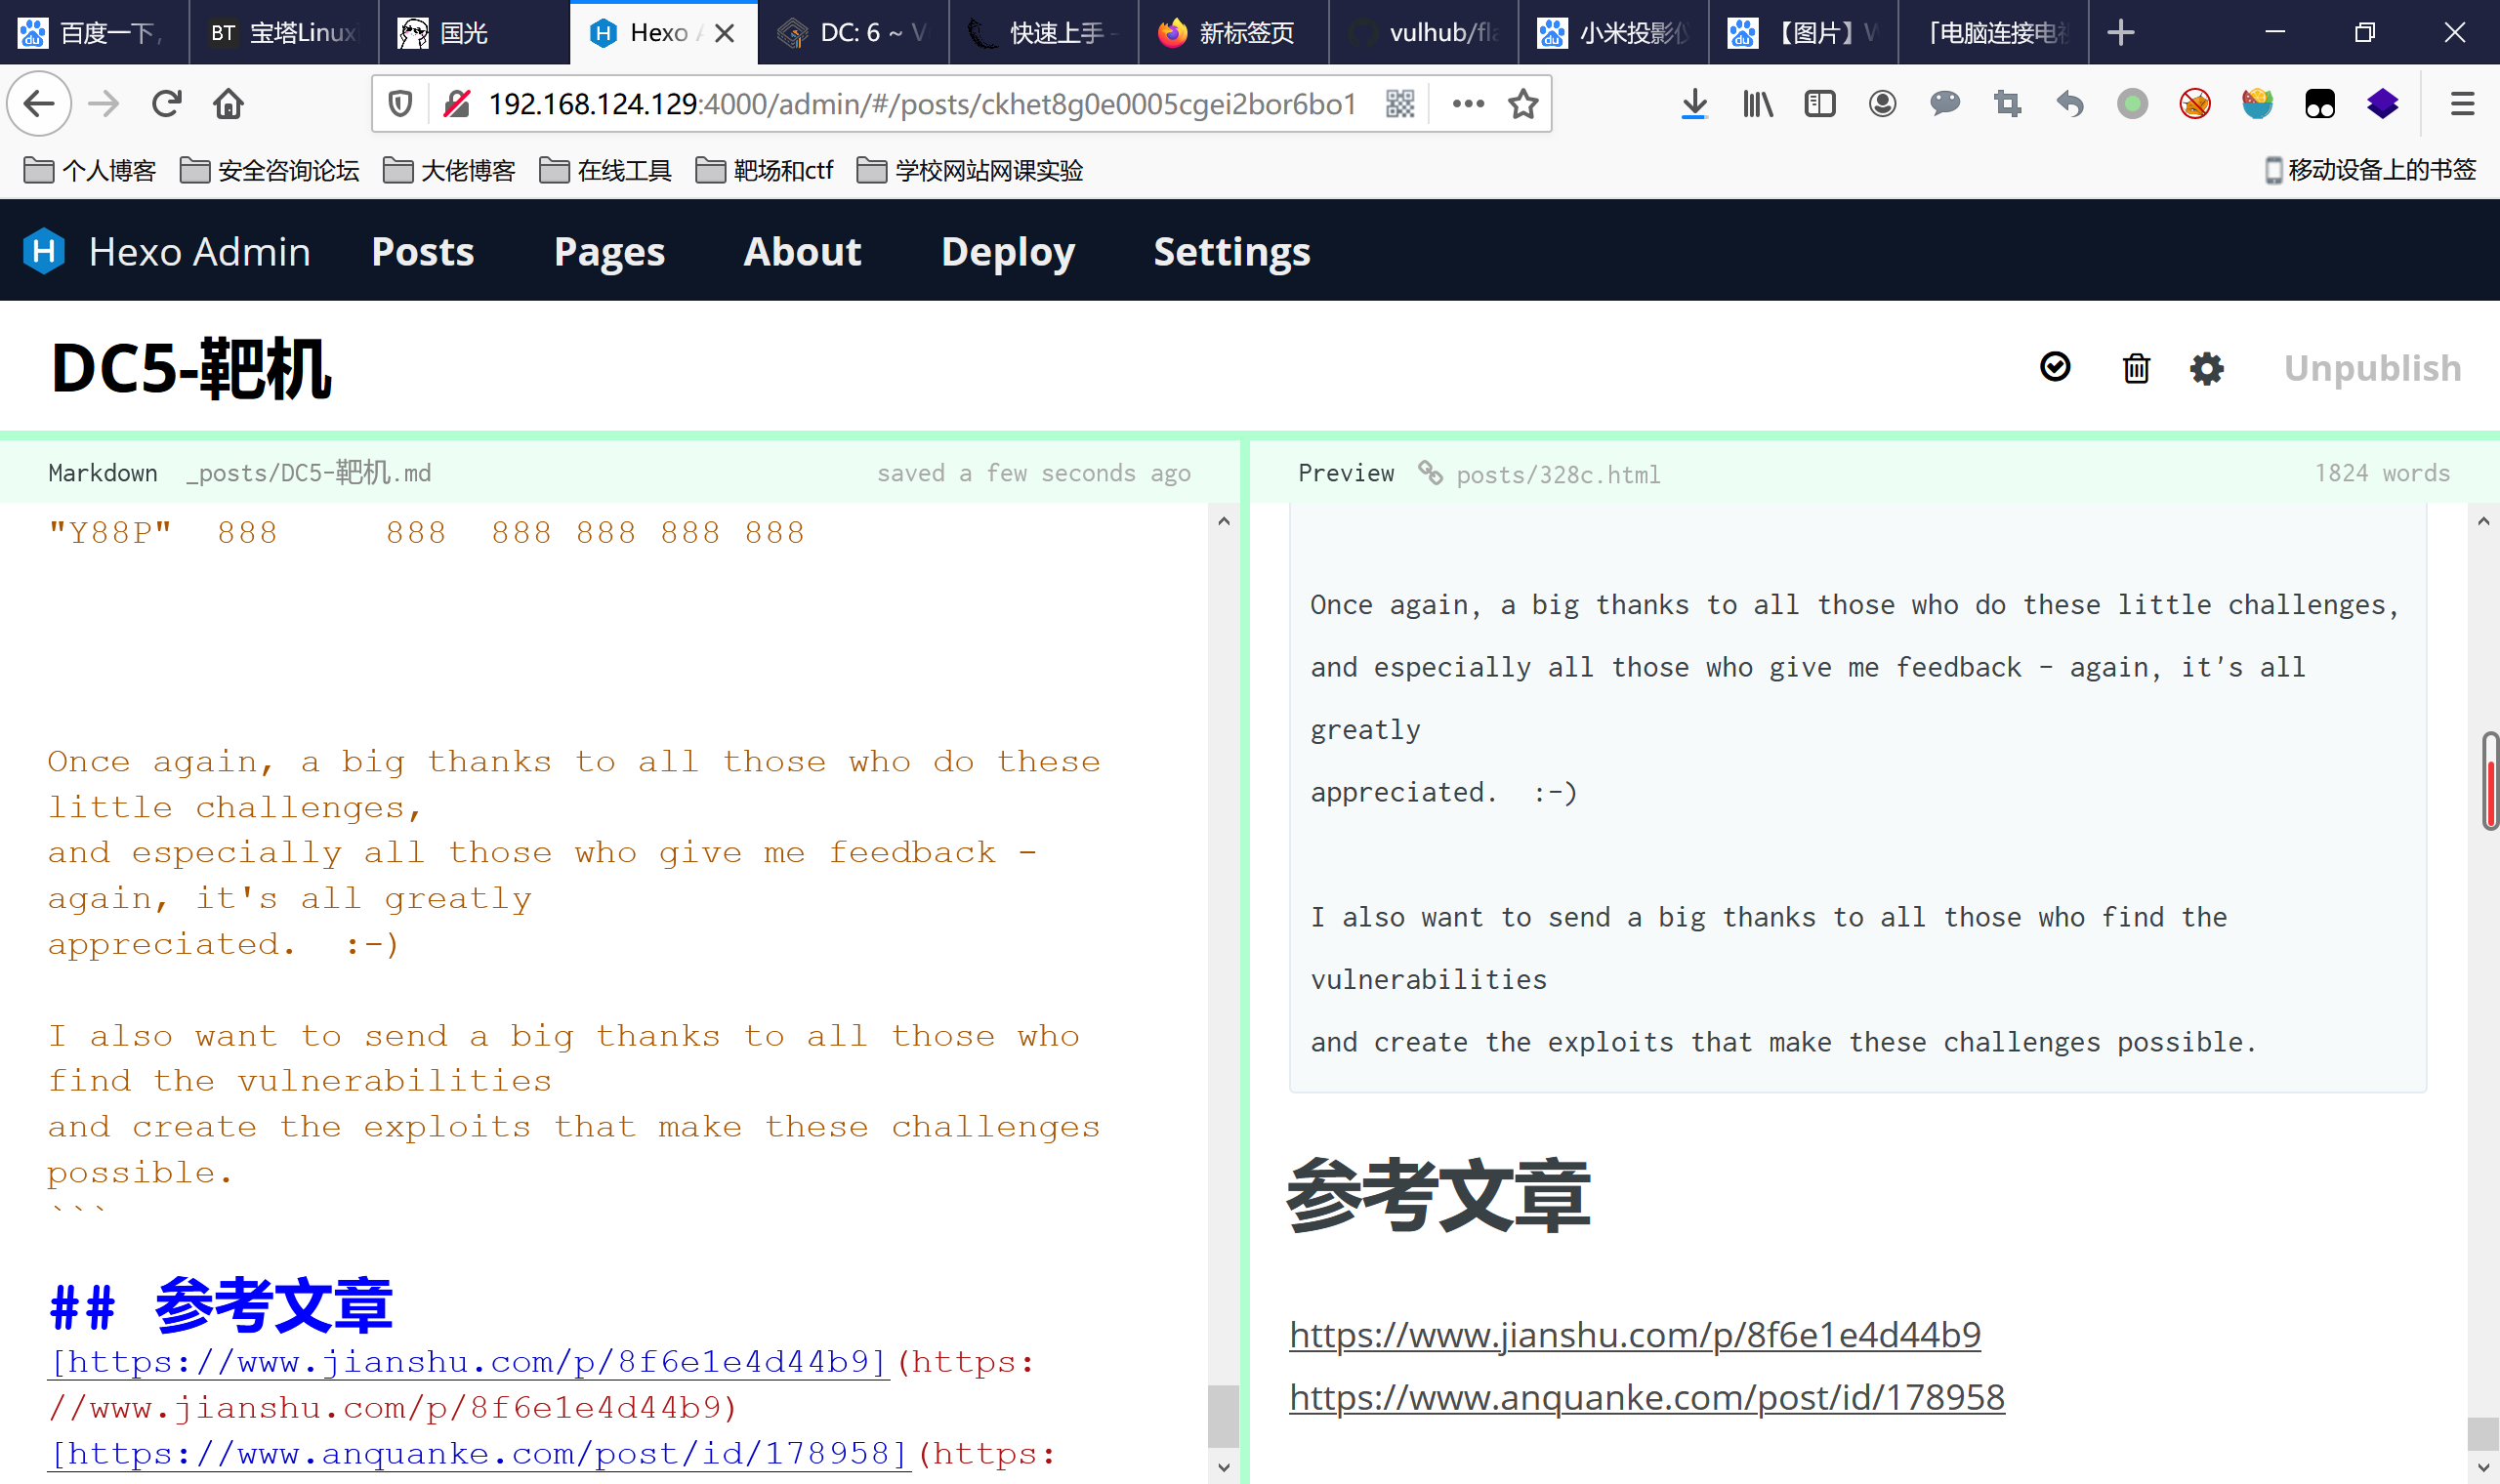 百度一下,
BT 宝塔Linux
国光
Hexo A
DC: 6 ~ V
快速上手 -
新标签页
vulhub/fla
小米投影仪
【图片】W
「电脑连接电视
192.168.124.129:4000/admin/#/posts/ckhet8g0e0005cgei2bor6bo1
个人博客
安全咨询论坛
大佬博客
在线工具
靶场和ctf
学校网站网课实验
移动设备上的书签
H Hexo Admin
Posts
Pages
About
Deploy
Settings
DC5-靶机
Unpublish
Markdown _posts/DC5-靶机.md
saved a few seconds ago
"Y88P"  888     888  888 888 888 888
Once again, a big thanks to all those who do these
little challenges,
and especially all those who give me feedback -
again, it's all greatly
appreciated.  :-)
I also want to send a big thanks to all those who
find the vulnerabilities
and create the exploits that make these challenges
possible.
```
## 参考文章
[https://www.jianshu.com/p/8f6e1e4d44b9](https:
//www.jianshu.com/p/8f6e1e4d44b9)
[https://www.anquanke.com/post/id/178958](https:
Preview posts/328c.html
1824 words
Once again, a big thanks to all those who do these little challenges,
and especially all those who give me feedback - again, it's all
greatly
appreciated.  :-)
I also want to send a big thanks to all those who find the
vulnerabilities
and create the exploits that make these challenges possible.
参考文章
https://www.jianshu.com/p/8f6e1e4d44b9
https://www.anquanke.com/post/id/178958